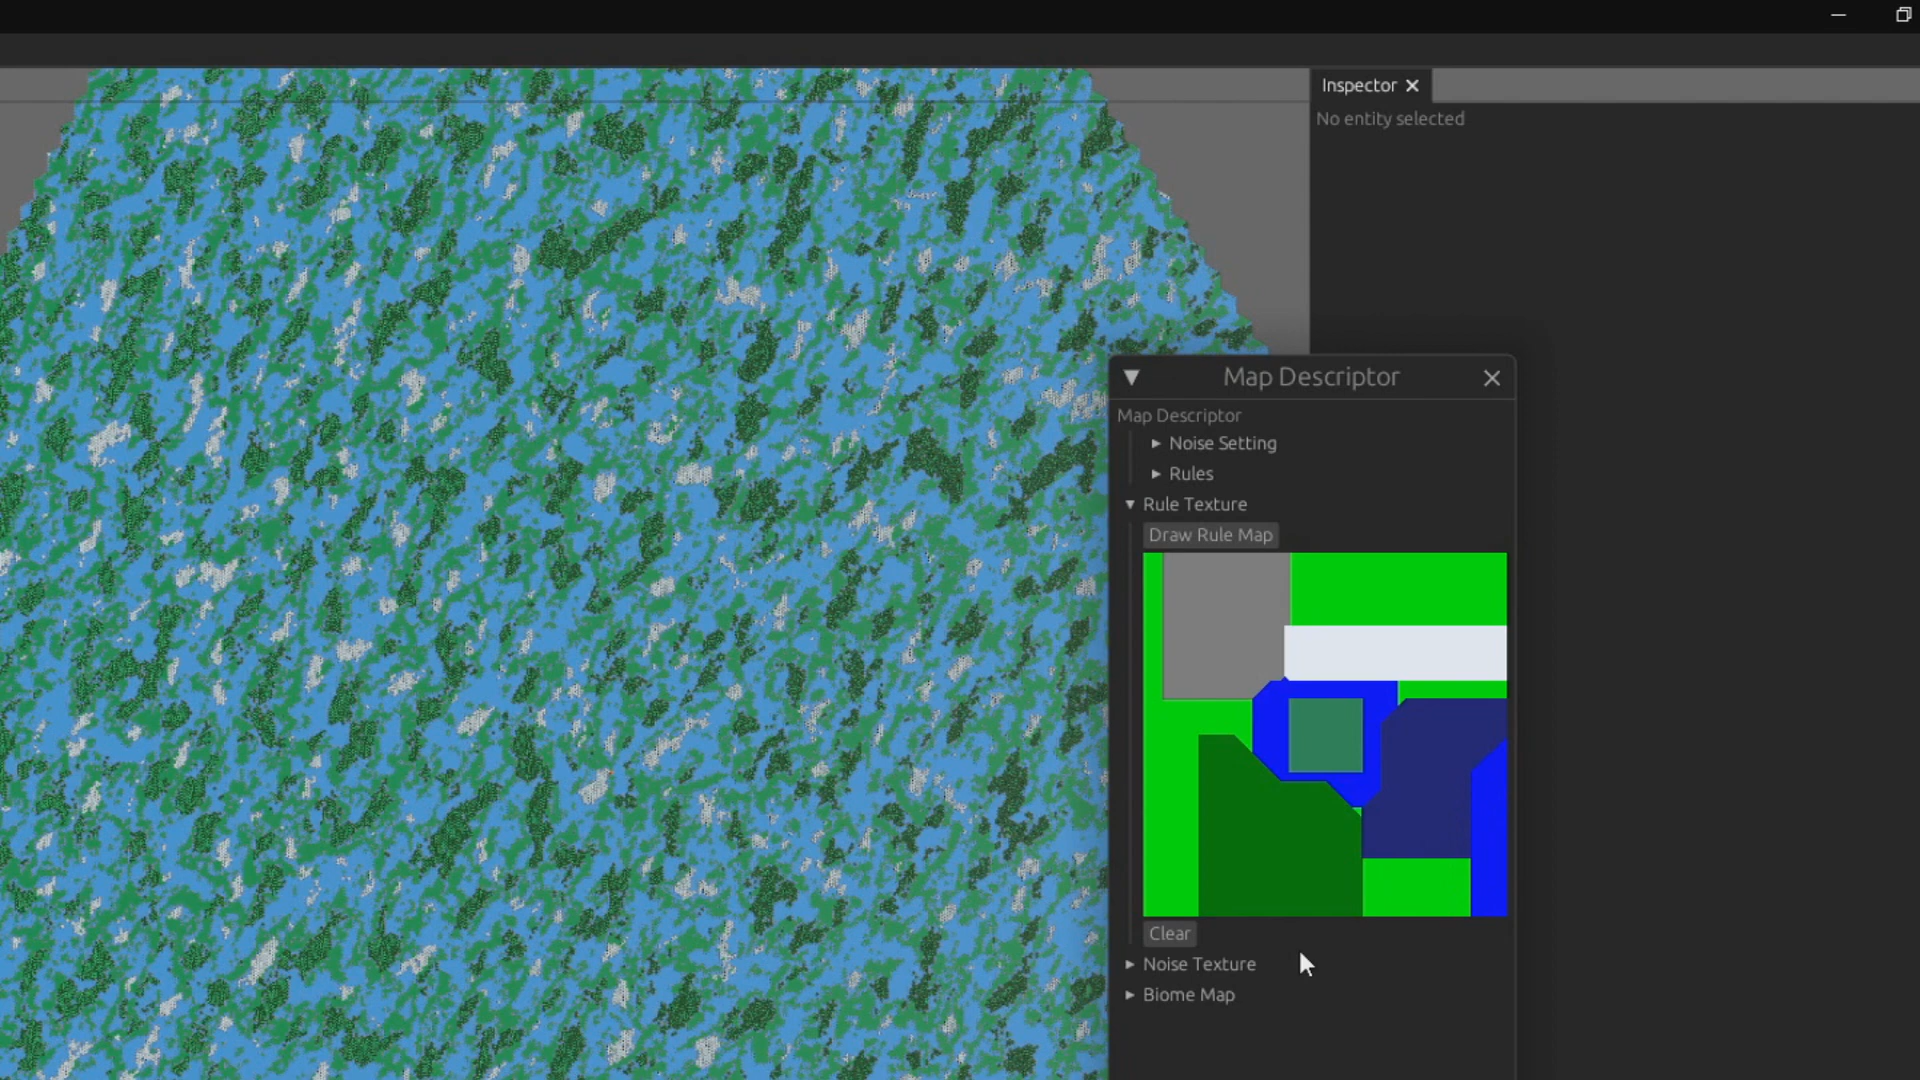 Inspector
No entity selected
Map Descriptor
Map Descriptor
Noise Setting
Rules
Rule Texture
Draw Rule Map
Clear
Noise Texture
Biome Map